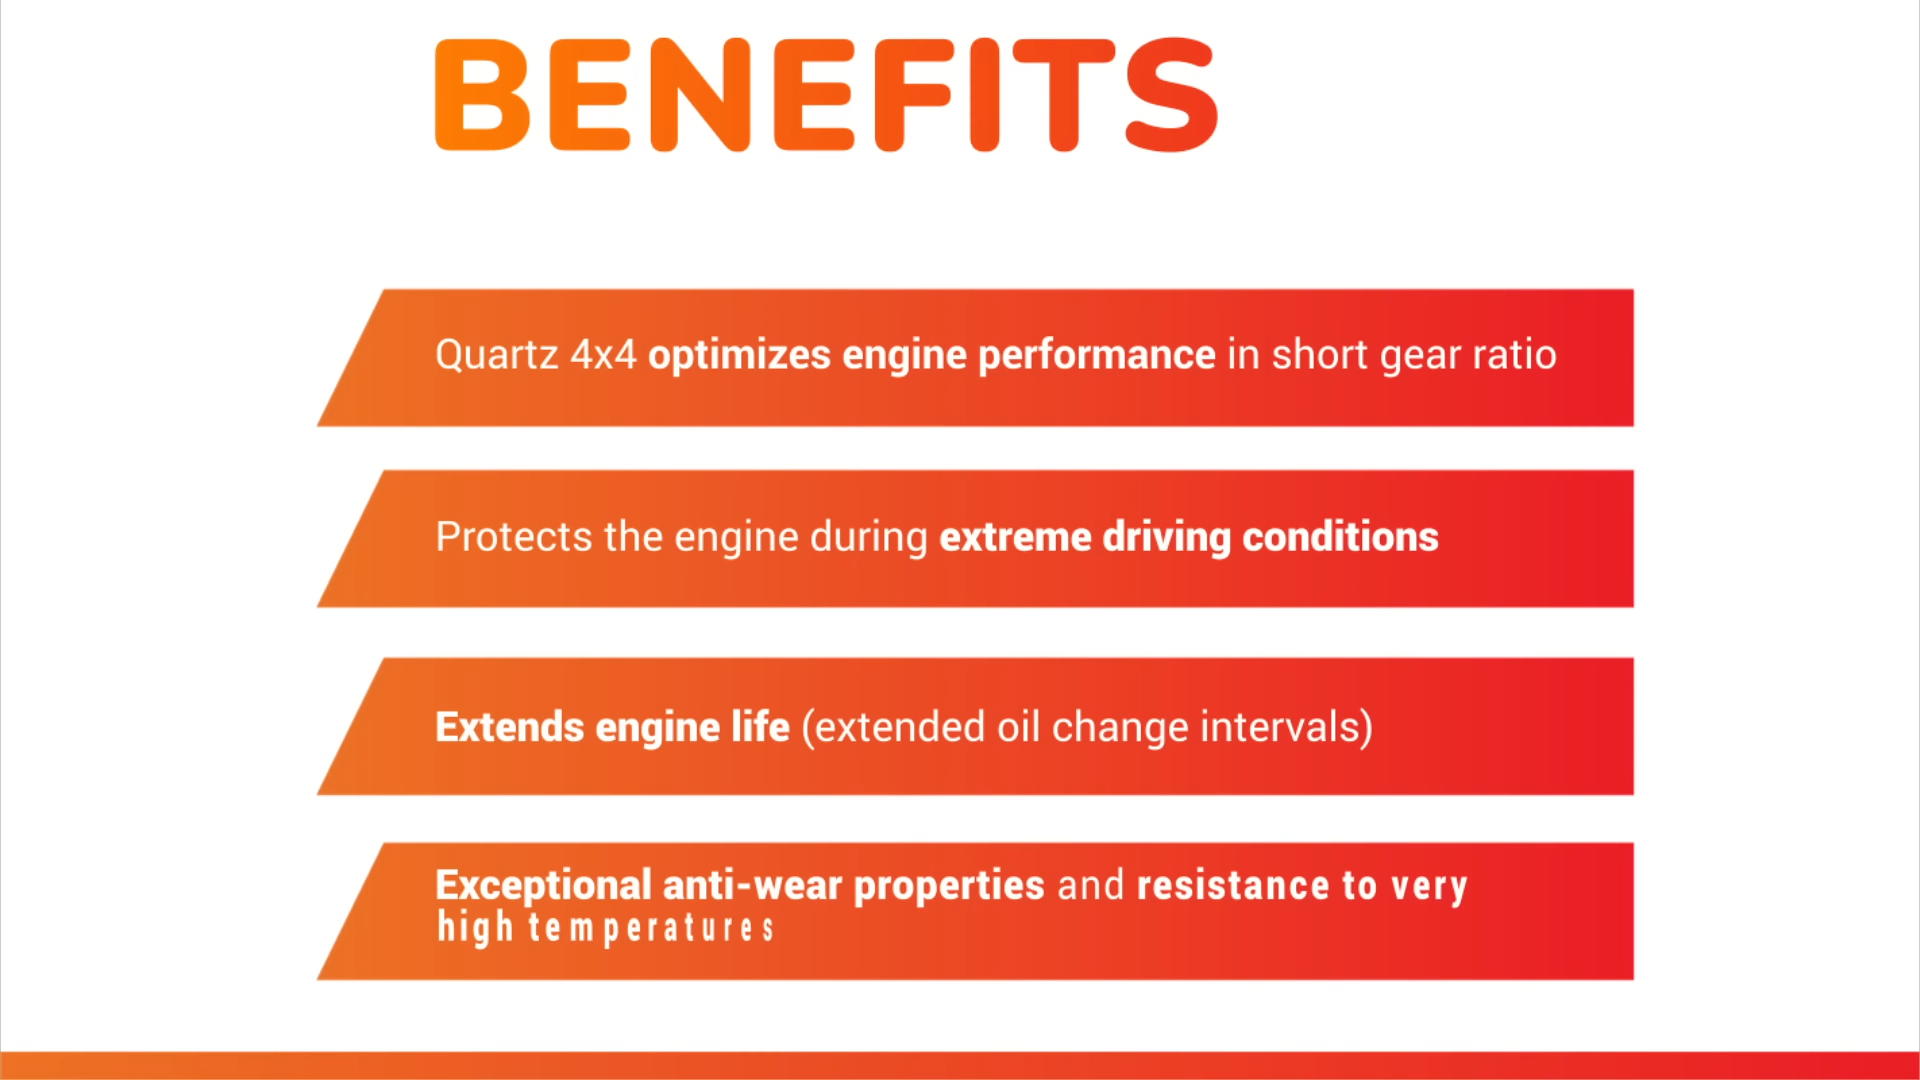 BENEFITS
Quartz 4x4 optimizes engine performance in short gear ratio
Protects the engine during extreme driving conditions
Extends engine life (extended oil change intervals)
Exceptional anti-wear properties and resistance to very
high temperatures